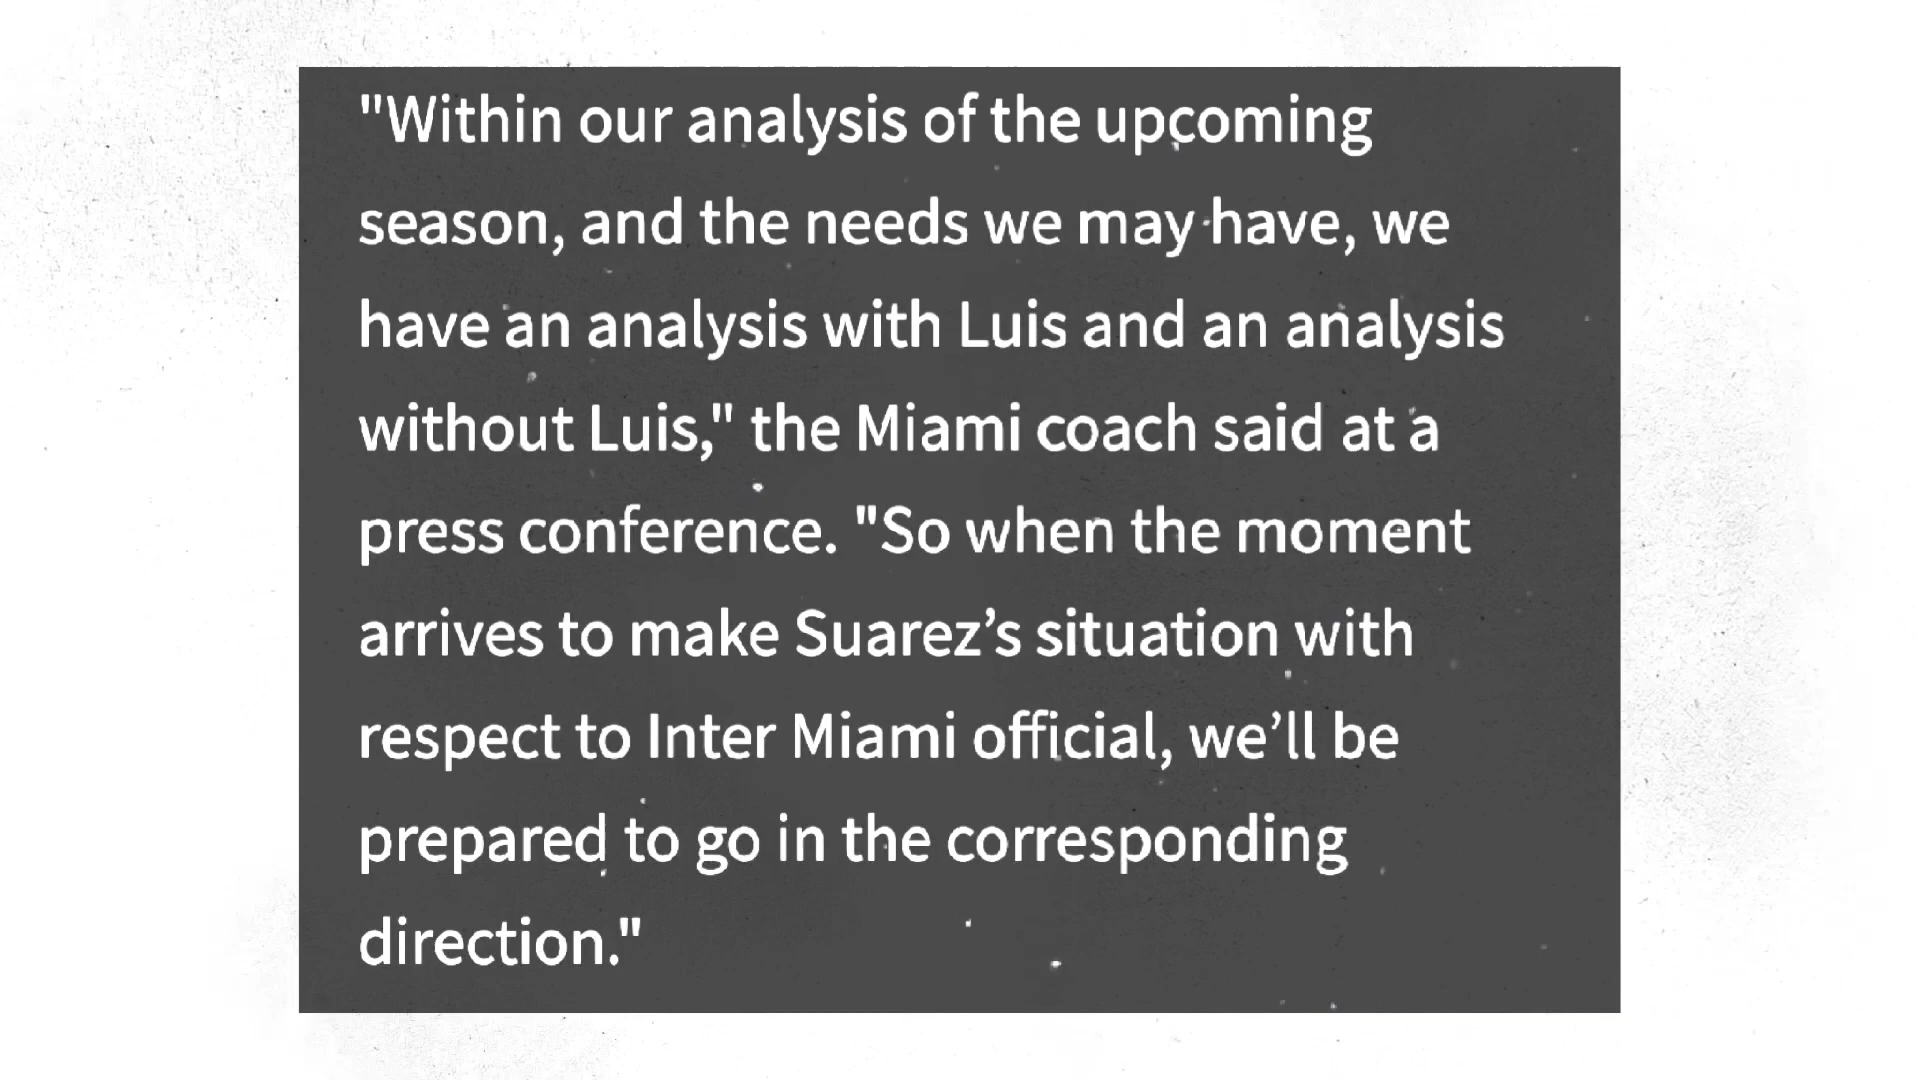 "Within our analysis of the upcoming
season, and the needs we may have, we
have an analysis with Luis and an analysis
without Luis," the Miami coach said at a
press conference. "So when the moment
arrives to make Suarez’s situation with
respect to Inter Miami official, we’ll be
prepared to go in the corresponding
direction."